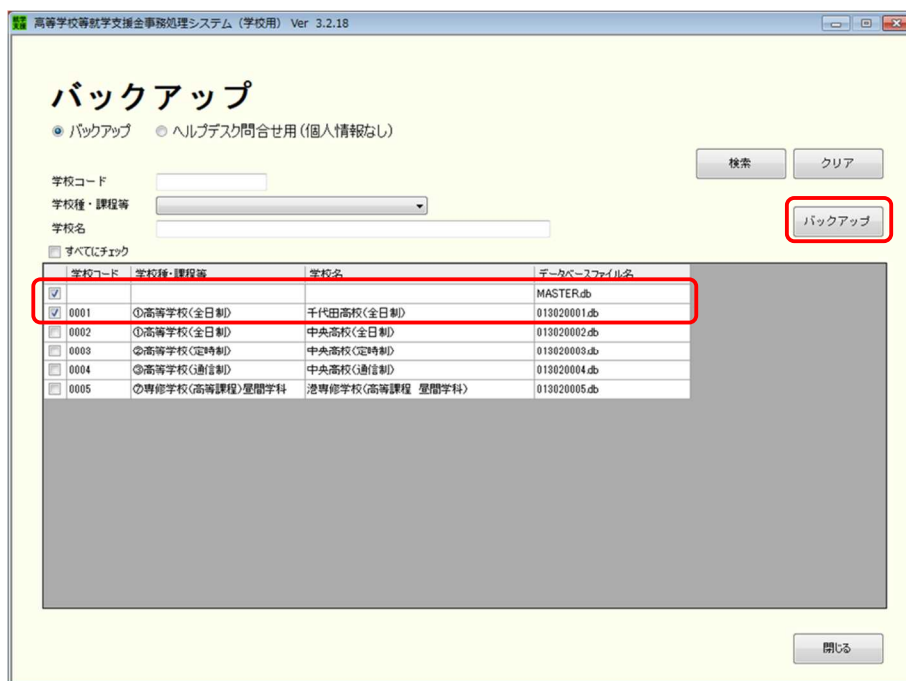 就学支援 高等学校等就学支援金事務処理システム（学校用） Ver 3.2.18
バックアップ
バックアップ ヘルプデスク問合せ用(個人情報なし)
検索 クリア
学校コード
学校種・課程等
学校名
バックアップ
すべてにチェック
学校コード 学校種・課程等 学校名 データベースファイル名
MASTER.db
0001 ①高等学校(全日制) 千代田高校(全日制) 013020001.db
0002 ①高等学校(全日制) 中央高校(全日制) 013020002.db
0003 ②高等学校(定時制) 中央高校(定時制) 013020003.db
0004 ③高等学校(通信制) 中央高校(通信制) 013020004.db
0005 ⑦専修学校(高等課程)昼間学科 港専修学校(高等課程 昼間学科) 013020005.db
閉じる